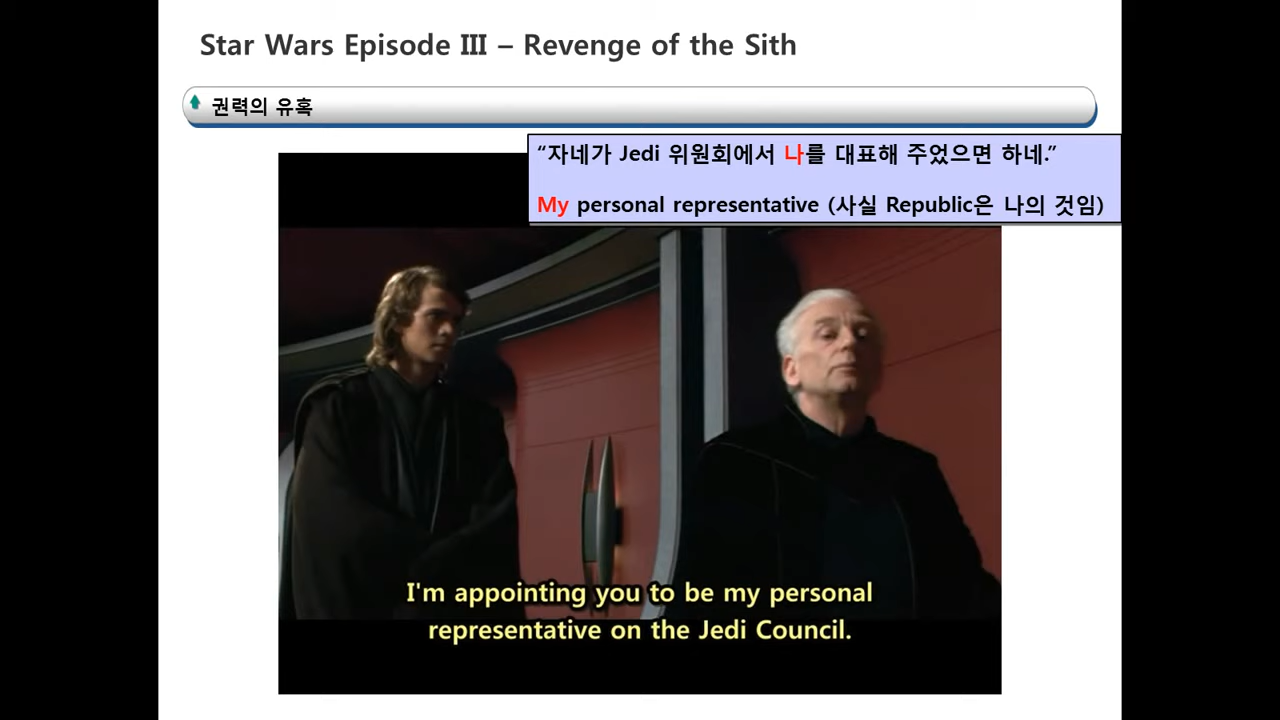 Star Wars Episode III – Revenge of the Sith
권력의 유혹
“자네가 Jedi 위원회에서 나를 대표해 주었으면 하네.”
My personal representative (사실 Republic은 나의 것임)
I'm appointing you to be my personal
representative on the Jedi Council.